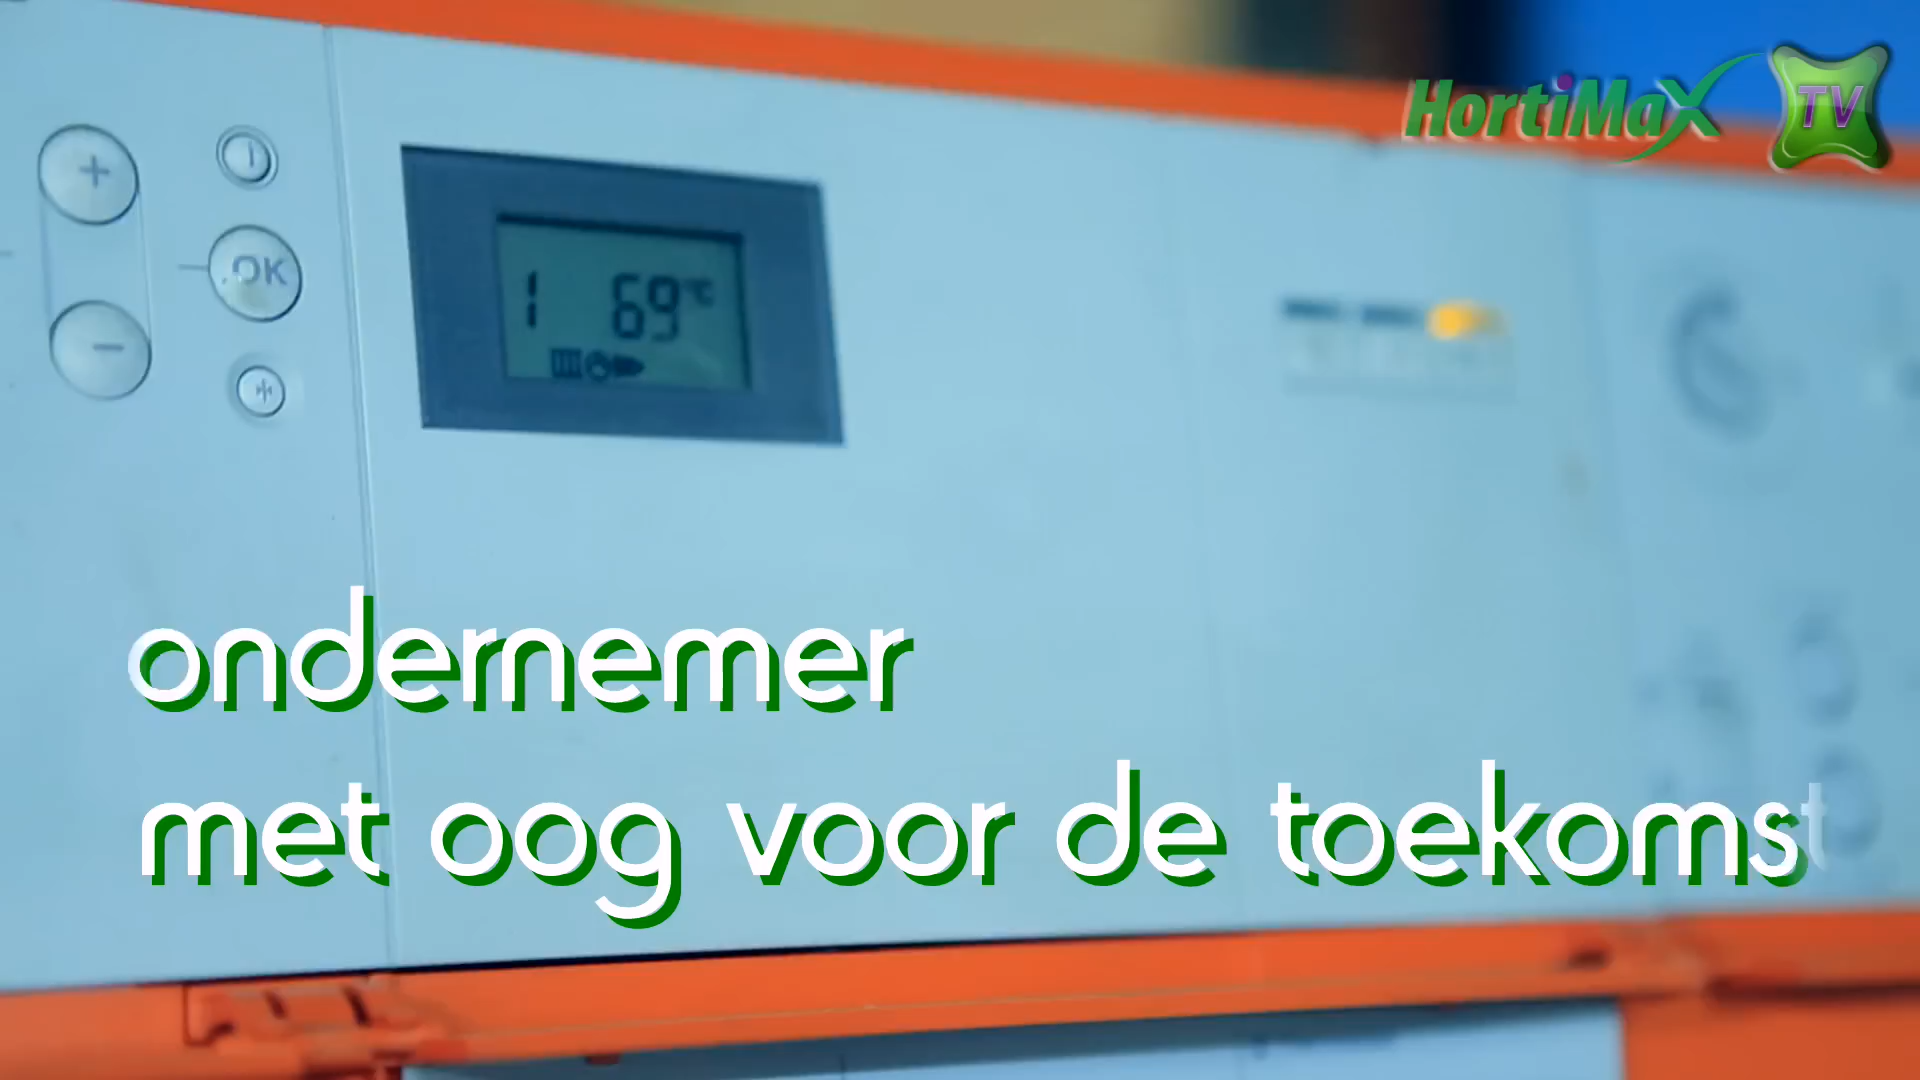 HortiMaX TV
+
OK
1 69 °C
-
ondernemer
met oog voor de toekomst